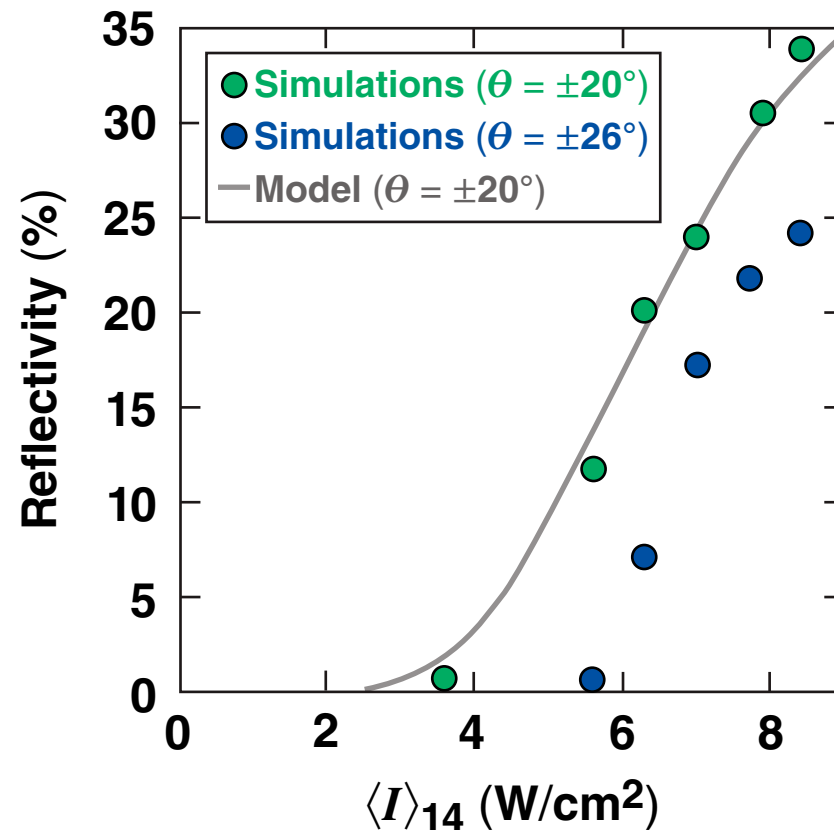 35
30
25
20
15
10
5
0
Reflectivity (%)
Simulations (θ = ±20°)
Simulations (θ = ±26°)
Model (θ = ±20°)
0 2 4 6 8
⟨I⟩14 (W/cm²)